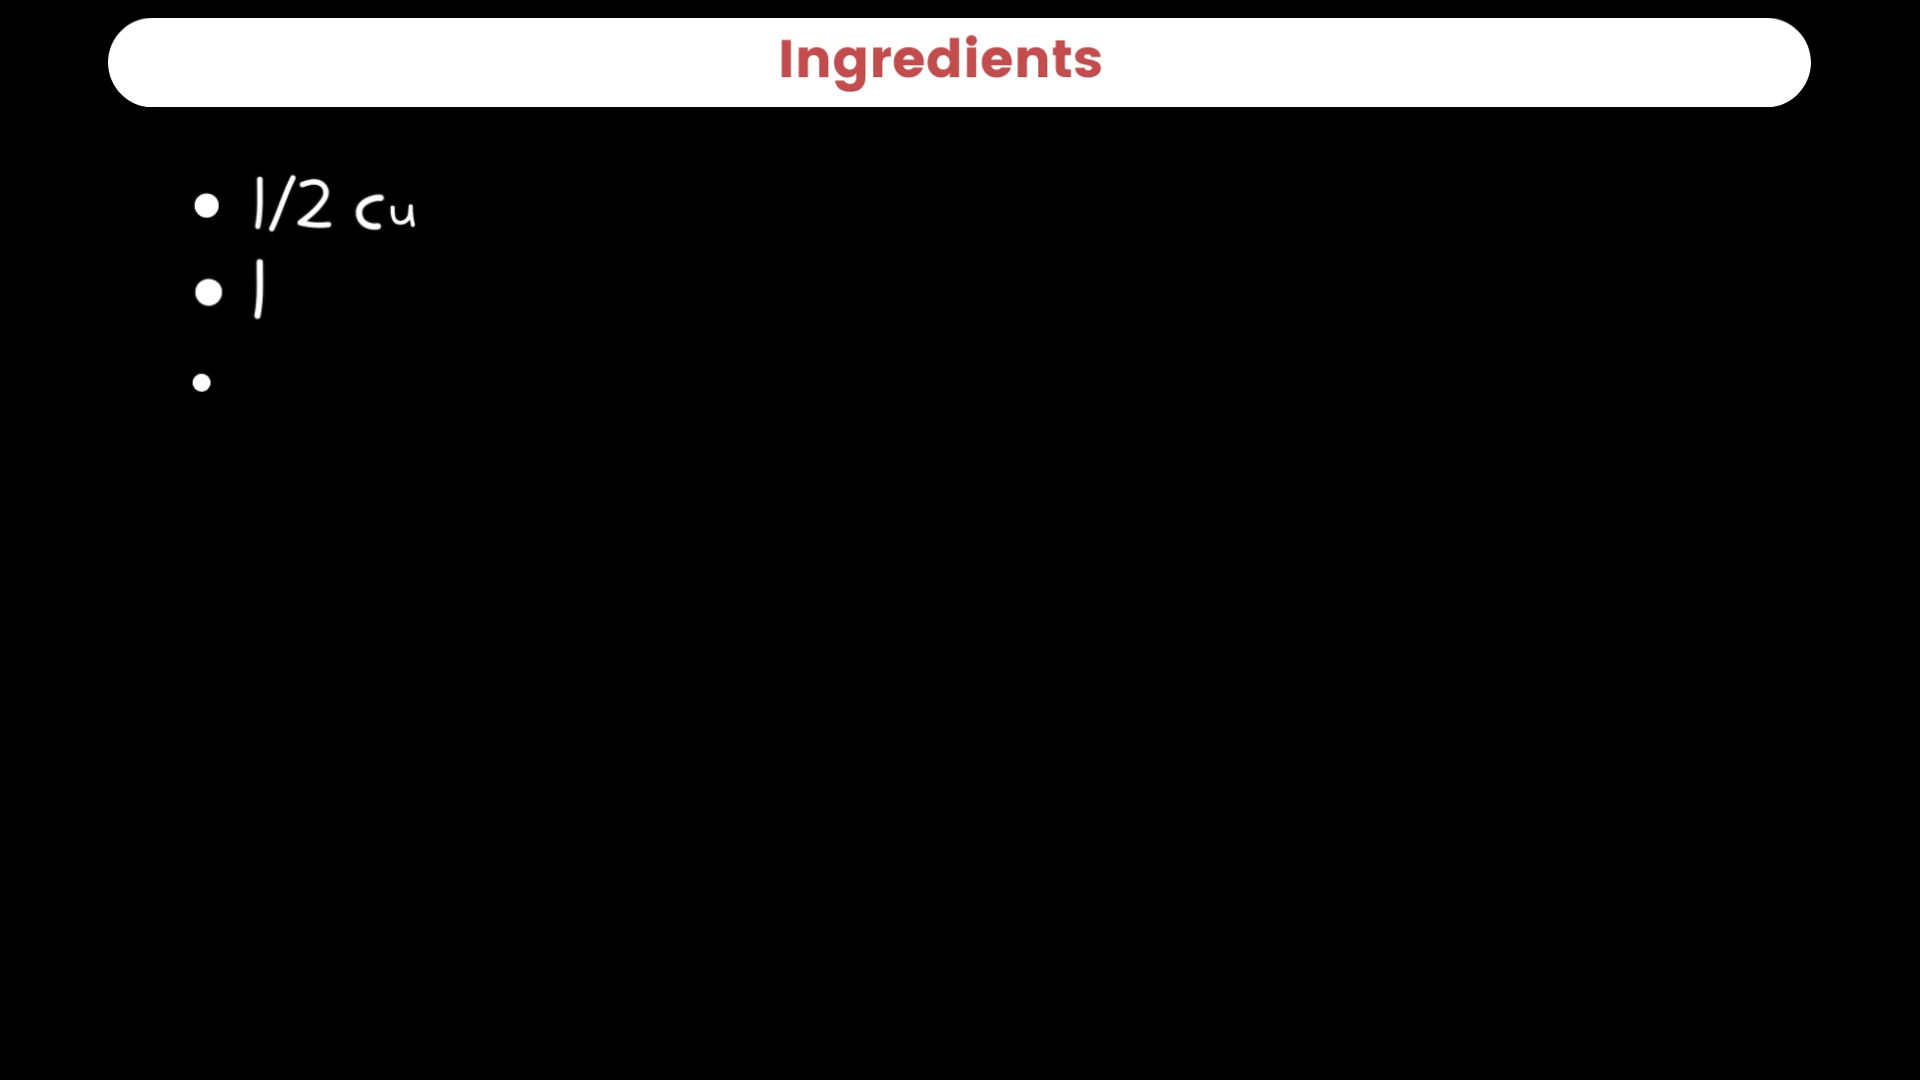 Ingredients
• 1/2 cu
• 1
•